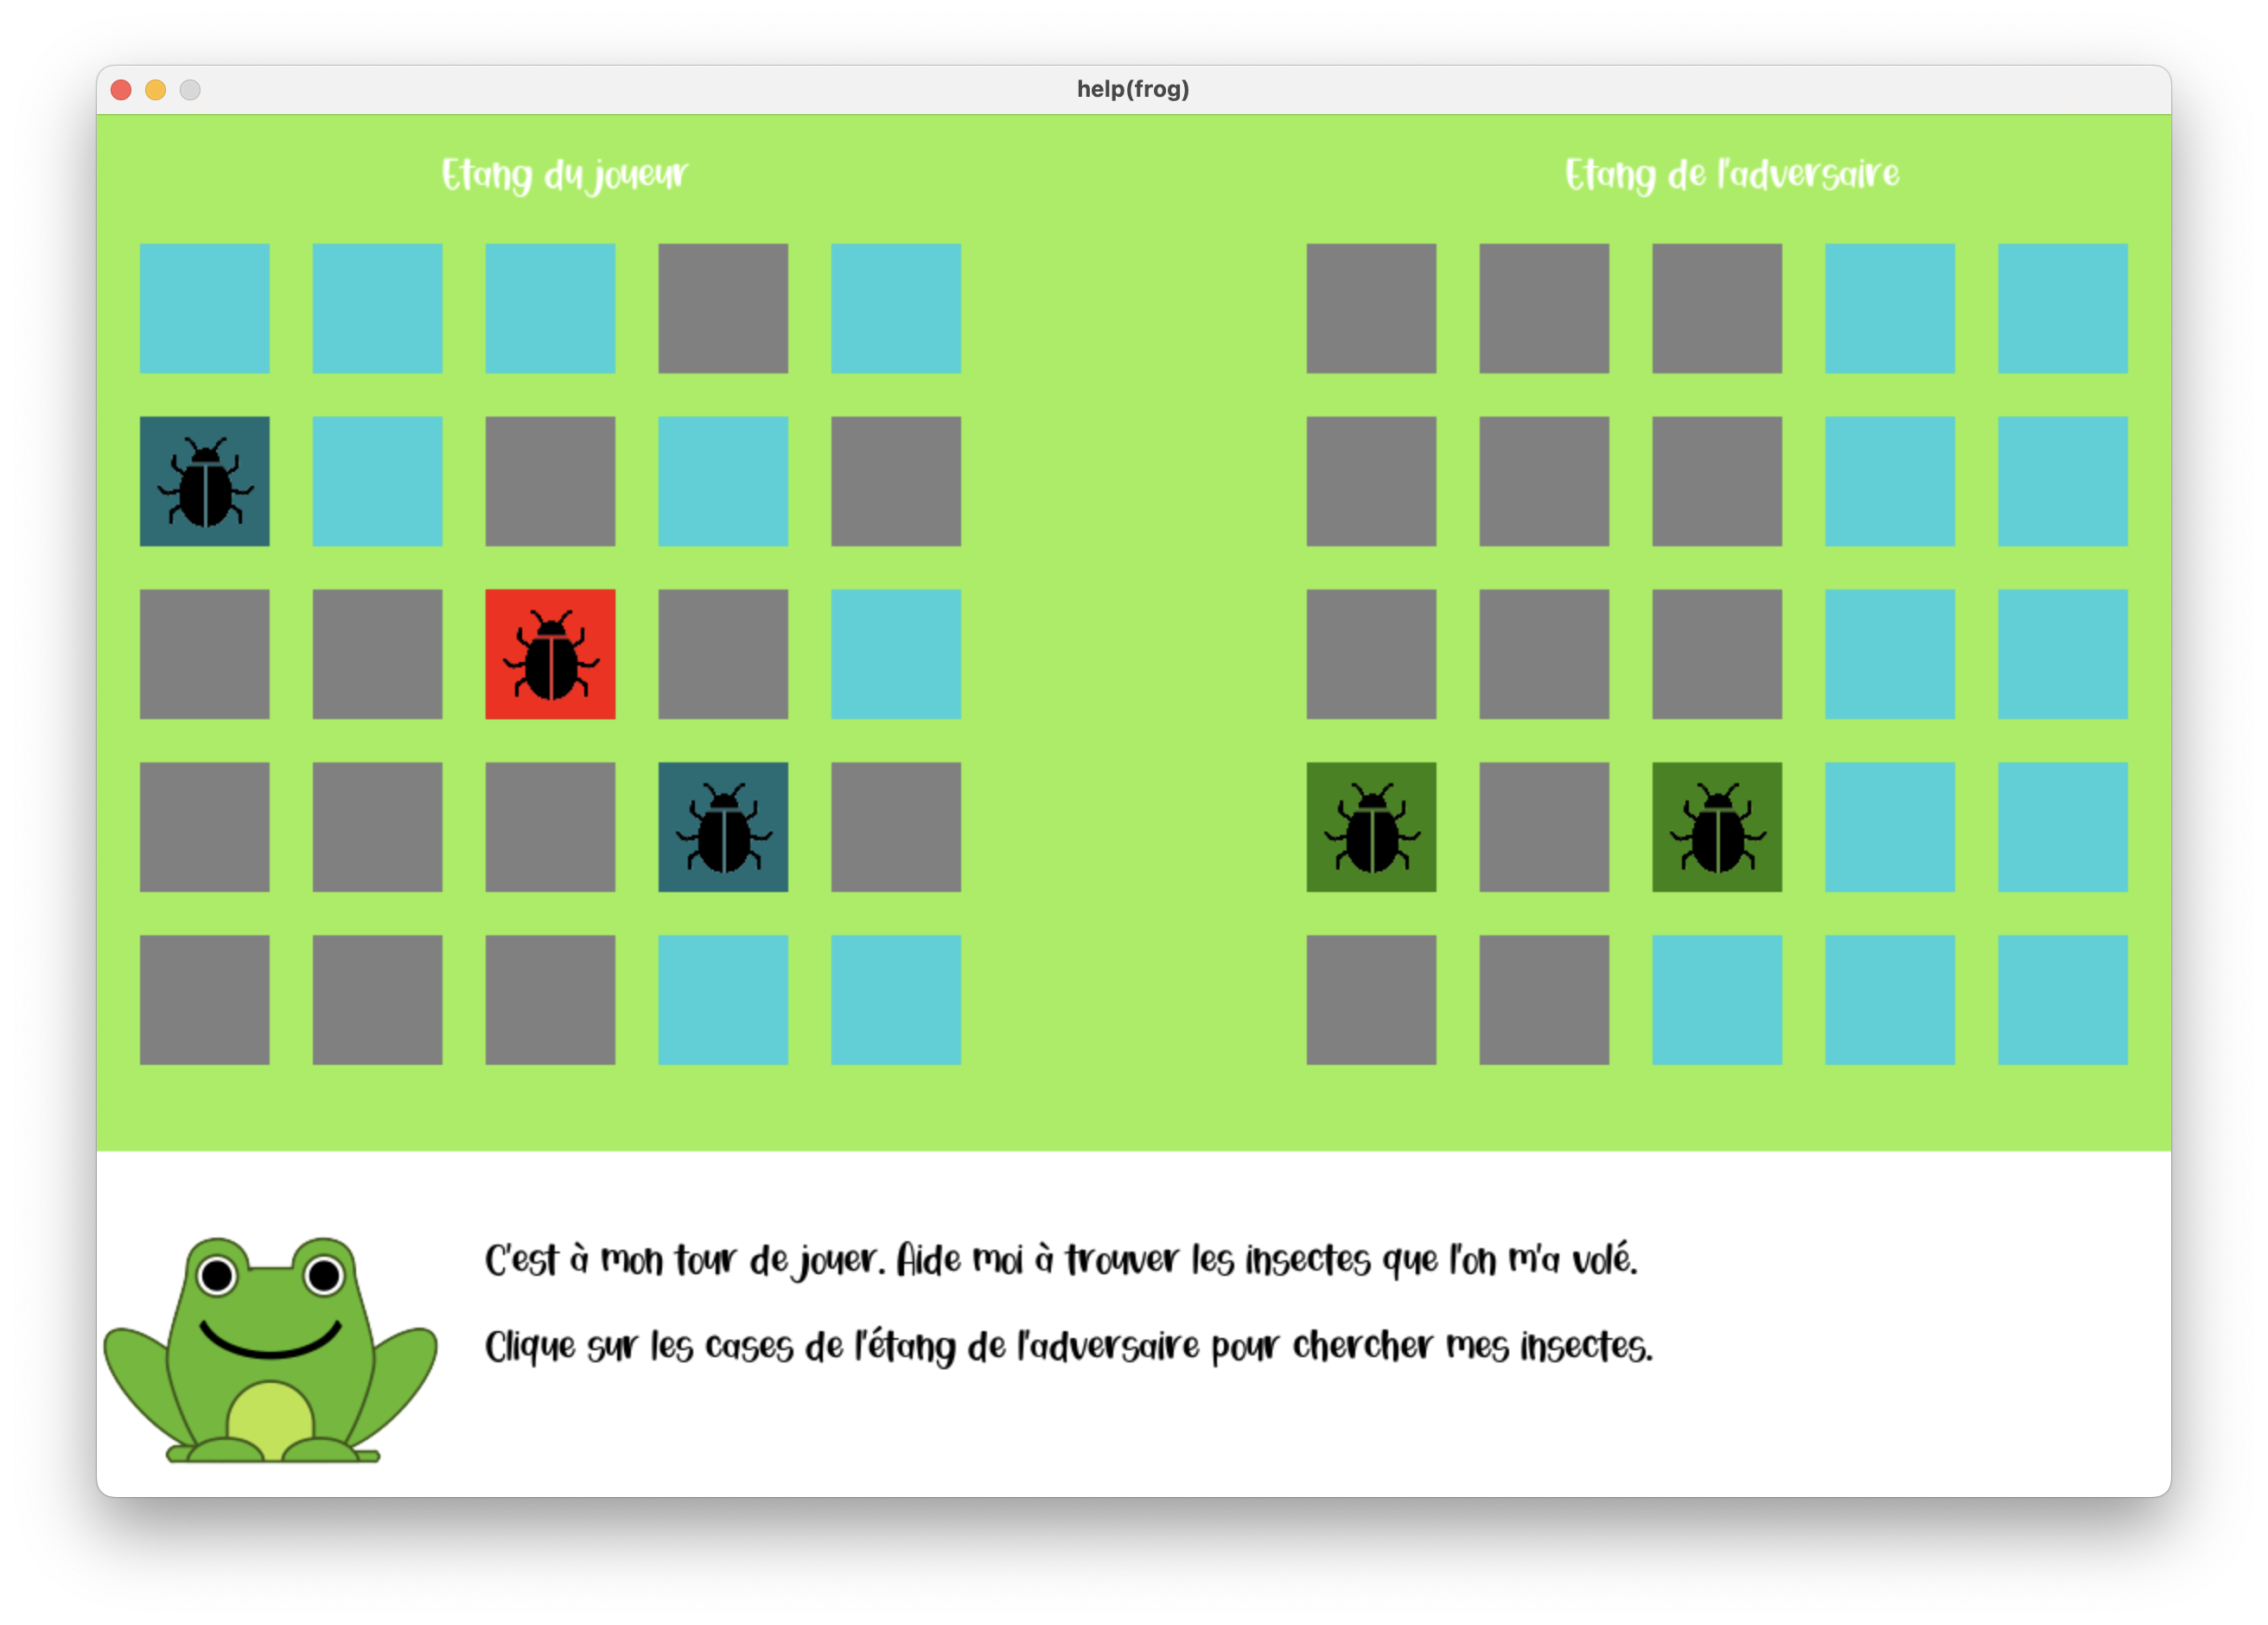 help(frog)
Etang du joueur
Etang de l'adversaire
C'est à mon tour de jouer. Aide moi à trouver les insectes que l'on m'a volé.
Clique sur les cases de l'étang de l'adversaire pour chercher mes insectes.